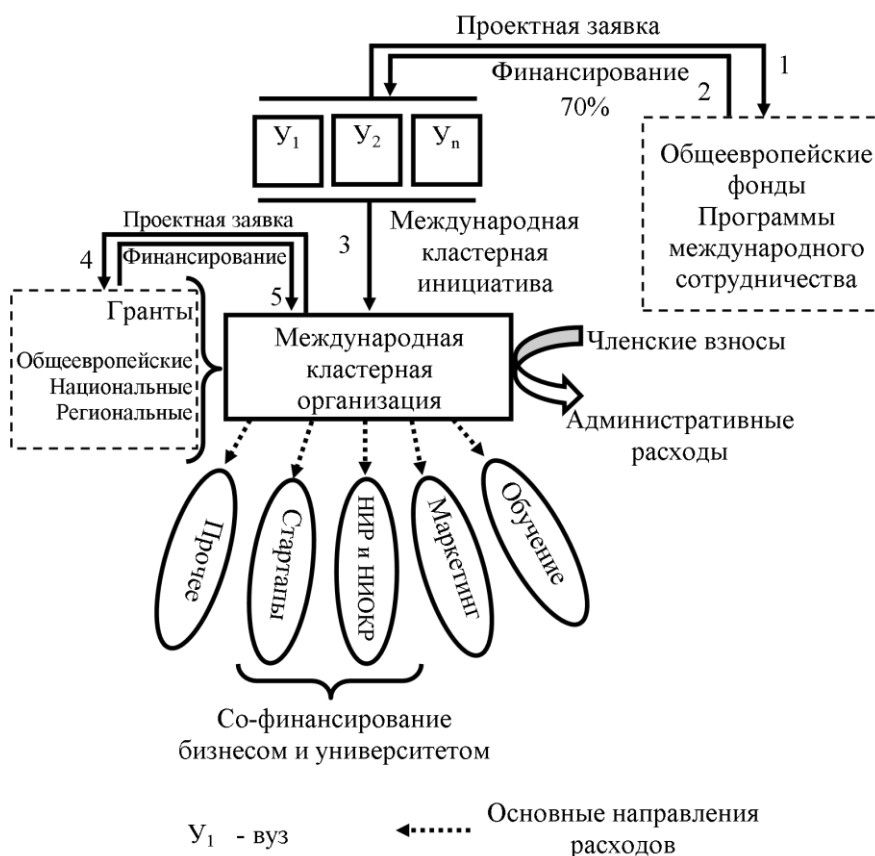 Проектная заявка
1
Финансирование
2
70%
У1 У2 Уn
Общеевропейские
фонды
Программы
международного
сотрудничества
Проектная заявка
4
Финансирование
3
Международная
кластерная
инициатива
5
Гранты
Общеевропейские
Национальные
Региональные
Международная
кластерная
организация
Членские взносы
Административные
расходы
Прочее
Стартапы
НИР и НИОКР
Маркетинг
Обучение
Со-финансирование
бизнесом и университетом
У1 - вуз
Основные направления
расходов